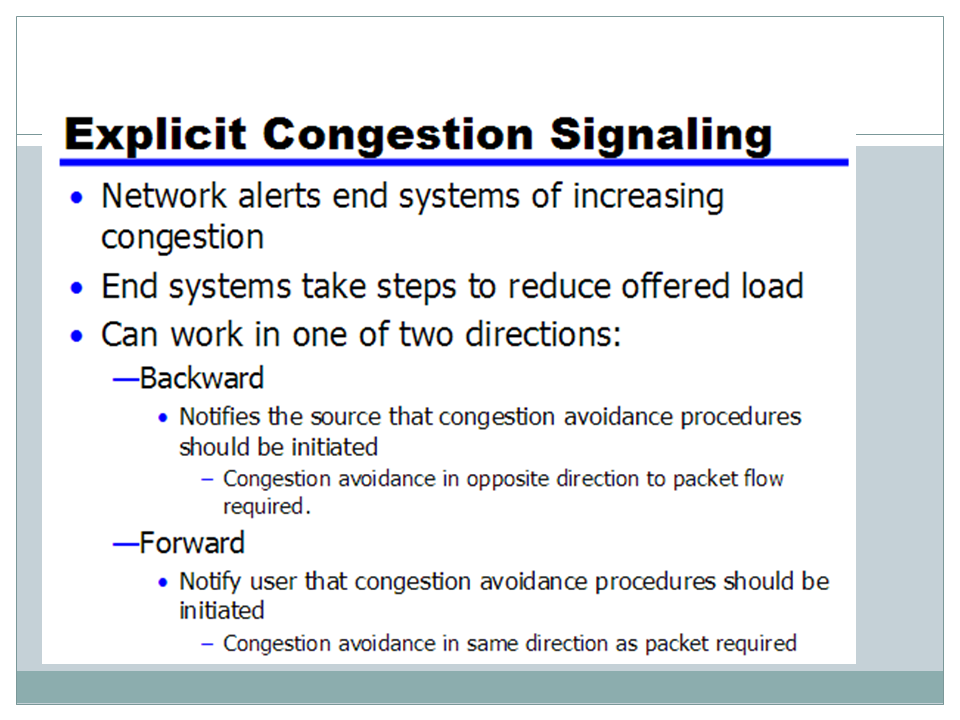 Explicit Congestion Signaling
• Network alerts end systems of increasing
congestion
• End systems take steps to reduce offered load
• Can work in one of two directions:
—Backward
• Notifies the source that congestion avoidance procedures
should be initiated
– Congestion avoidance in opposite direction to packet flow
required.
—Forward
• Notify user that congestion avoidance procedures should be
initiated
– Congestion avoidance in same direction as packet required